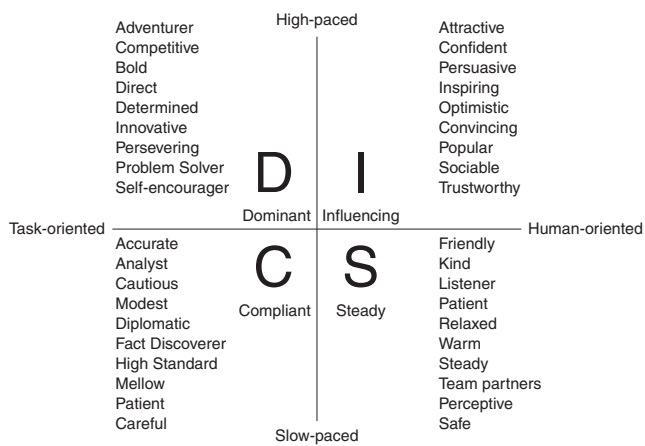 High-paced
Adventurer
Competitive
Bold
Direct
Determined
Innovative
Persevering
Problem Solver
Self-encourager
D
Dominant
I
Influencing
Attractive
Confident
Persuasive
Inspiring
Optimistic
Convincing
Popular
Sociable
Trustworthy
Task-oriented
Human-oriented
Accurate
Analyst
Cautious
Modest
Diplomatic
Fact Discoverer
High Standard
Mellow
Patient
Careful
C
Compliant
S
Steady
Friendly
Kind
Listener
Patient
Relaxed
Warm
Steady
Team partners
Perceptive
Safe
Slow-paced